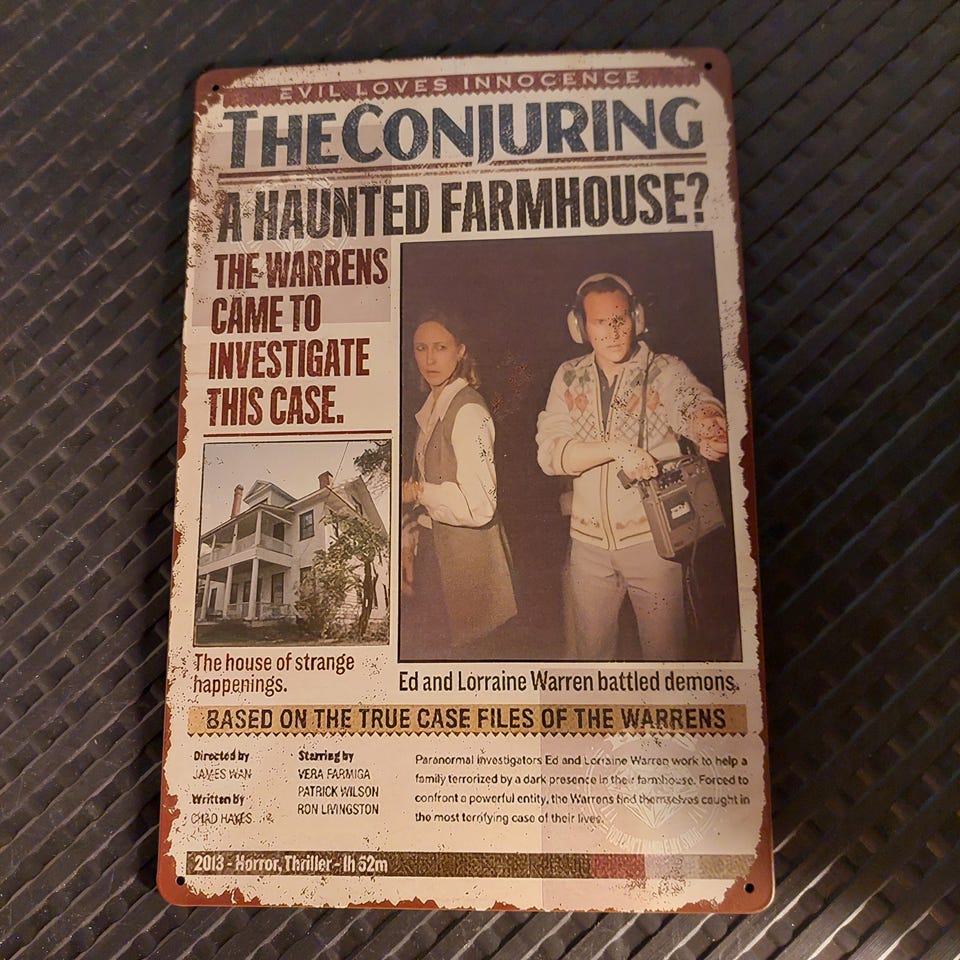 EVIL LOVES INNOCENCE
THE CONJURING
A HAUNTED FARMHOUSE?
THE WARRENS
CAME TO
INVESTIGATE
THIS CASE.
The house of strange
happenings.
Ed and Lorraine Warren battled demons.
BASED ON THE TRUE CASE FILES OF THE WARRENS
Directed by
JAMES WAN
Written by
CHAD HAYES
Starring by
VERA FARMIGA
PATRICK WILSON
RON LIVINGSTON
Paranormal investigators Ed and Lorraine Warren work to help a
family terrorized by a dark presence in their farmhouse. Forced to
confront a powerful entity, the Warrens find themselves caught in
the most terrifying case of their lives.
2013 - Horror, Thriller - 1h 52m